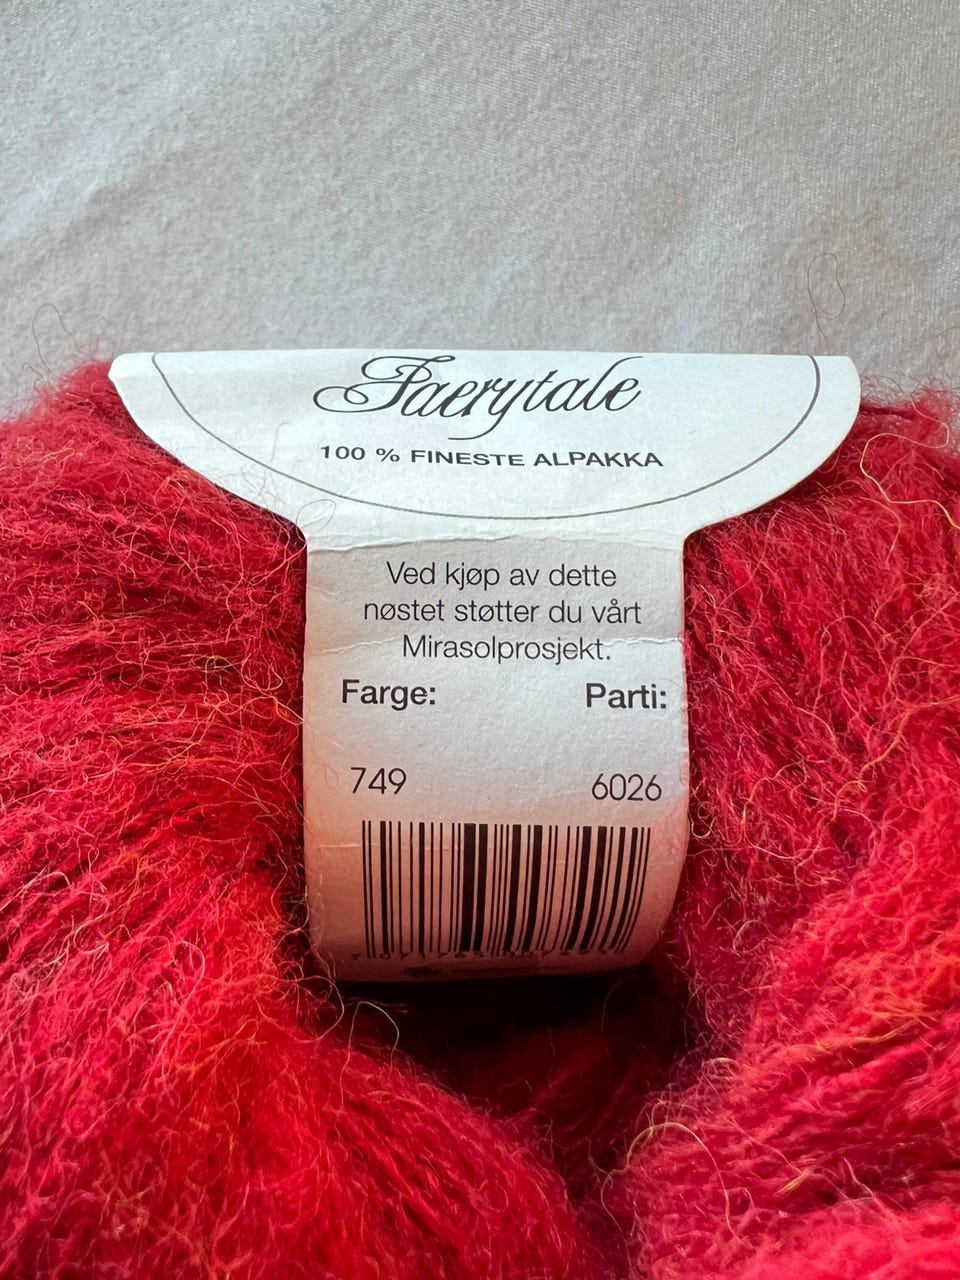 Faerytale
100 % FINESTE ALPAKKA
Ved kjøp av dette
nøstet støtter du vårt
Mirasolprosjekt.
Farge: Parti:
749 6026